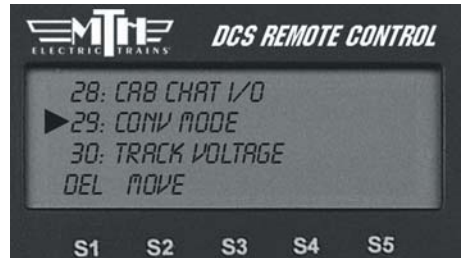 MTH
ELECTRIC TRAINS
DCS REMOTE CONTROL
28: CAB CHAT I/O
29: CONV MODE
30: TRACK VOLTAGE
DEL MOVE
S1 S2 S3 S4 S5